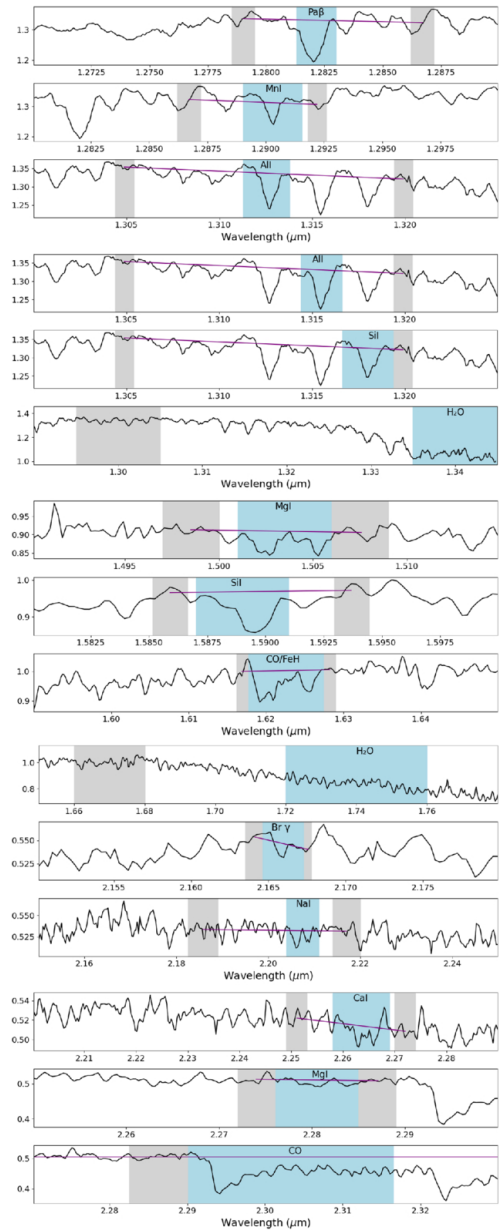 Paβ
1.3
1.2
1.2725 1.2750 1.2775 1.2800 1.2825 1.2850 1.2875
MnI
1.3
1.2
1.2625 1.2875 1.2900 1.2925 1.2950 1.2975
AlI
1.35
1.30
1.25
1.305 1.310 1.315 1.320
Wavelength (μm)
AlI
1.35
1.30
1.25
1.305 1.310 1.315 1.320
SiI
1.35
1.30
1.25
1.305 1.310 1.315 1.320
H₂O
1.4
1.2
1.0
1.30 1.31 1.32 1.33 1.34
Wavelength (μm)
MgI
0.95
0.90
0.85
1.495 1.500 1.505 1.510
SiI
1.0
0.9
1.5825 1.5850 1.5875 1.5900 1.5925 1.5950 1.5975
CO/FeH
1.0
0.9
1.60 1.61 1.62 1.63 1.64
Wavelength (μm)
H₂O
1.0
0.8
1.66 1.68 1.70 1.72 1.74 1.76
Br γ
0.550
0.525
2.155 2.160 2.165 2.170 2.175
NaI
0.550
0.525
2.16 2.18 2.20 2.22 2.24
Wavelength (μm)
CaI
0.54
0.52
0.50
2.21 2.22 2.23 2.24 2.25 2.26 2.27 2.28
MgI
0.5
0.4
2.26 2.27 2.28 2.29
CO
0.5
0.4
2.28 2.29 2.30 2.31 2.32
Wavelength (μm)